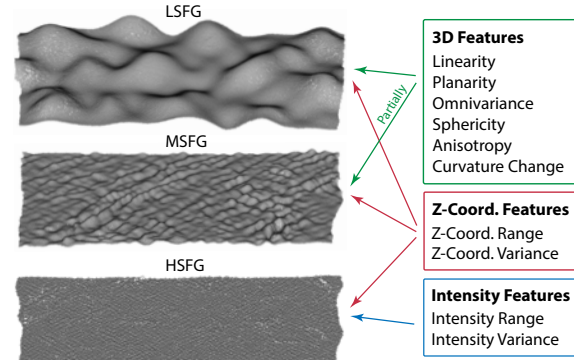 LSFG
MSFG
HSFG
Partially
3D Features
Linearity
Planarity
Omnivariance
Sphericity
Anisotropy
Curvature Change
Z-Coord. Features
Z-Coord. Range
Z-Coord. Variance
Intensity Features
Intensity Range
Intensity Variance